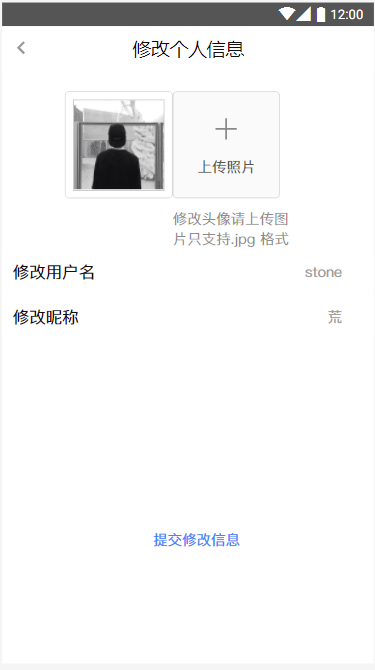 12:00
修改个人信息
上传照片
修改头像请上传图
片只支持.jpg 格式
修改用户名 stone
修改昵称 荒
提交修改信息